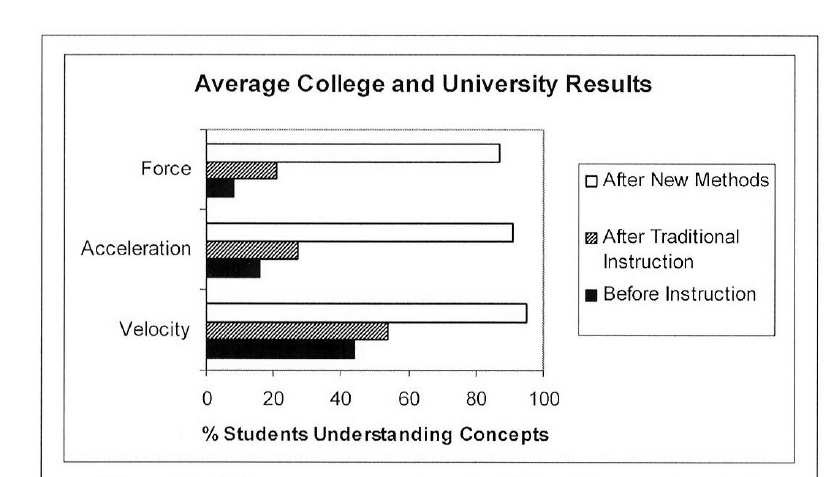 Average College and University Results
Force
Acceleration
Velocity
0 20 40 60 80 100
% Students Understanding Concepts
After New Methods
After Traditional
Instruction
Before Instruction